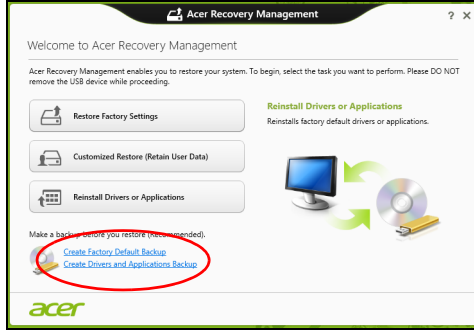 Acer Recovery Management
? X
Welcome to Acer Recovery Management
Acer Recovery Management enables you to restore your system. To begin, select the task you want to perform. Please DO NOT
remove the USB device while proceeding.
Restore Factory Settings
Customized Restore (Retain User Data)
Reinstall Drivers or Applications
Reinstall Drivers or Applications
Reinstalls factory default drivers or applications.
Make a backup before you restore (Recommended).
Create Factory Default Backup
Create Drivers and Applications Backup
acer